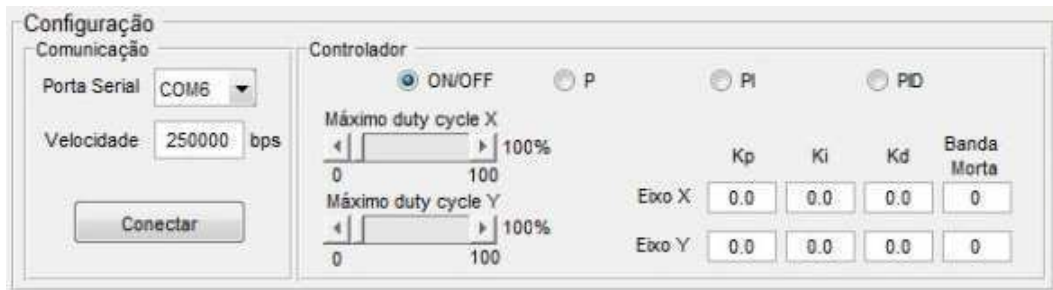 Configuração
Comunicação
Porta Serial COM6
Velocidade 250000 bps
Conectar
Controlador
ON/OFF P PI PID
Máximo duty cycle X
100%
0 100
Máximo duty cycle Y
100%
0 100
Kp Ki Kd Banda
Morta
Eixo X 0.0 0.0 0.0 0
Eixo Y 0.0 0.0 0.0 0